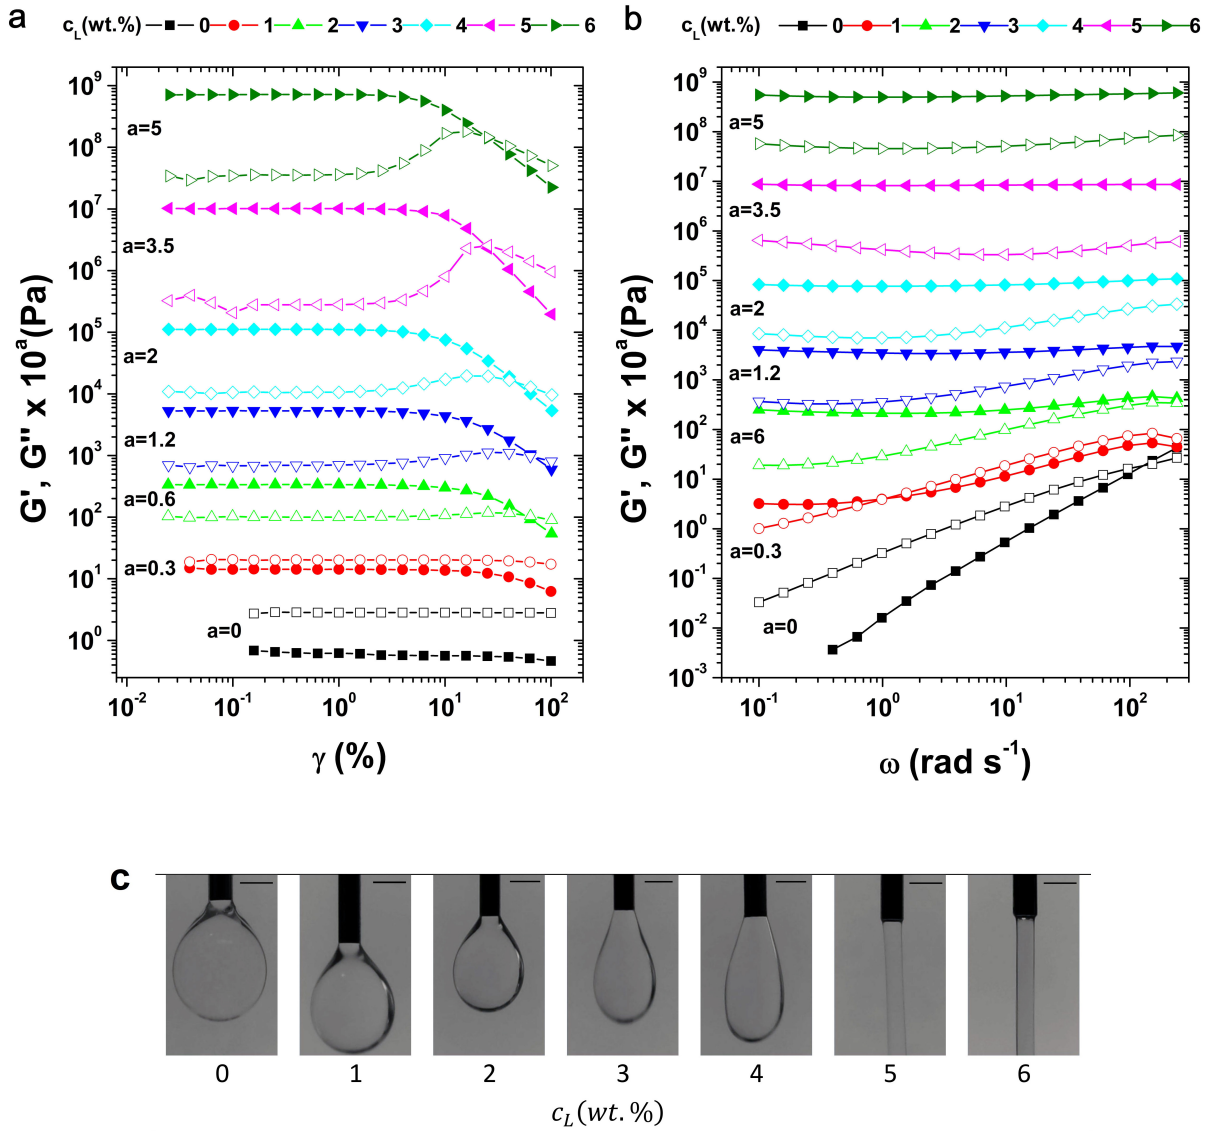 a
c_L(wt.%) 0 1 2 3 4 5 6
10^9
10^8
10^7
10^6
10^5
10^4
10^3
10^2
10^1
10^0
G', G'' x 10^a(Pa)
a=5
a=3.5
a=2
a=1.2
a=0.6
a=0.3
a=0
10^-2 10^-1 10^0 10^1 10^2
γ (%)
b
c_L(wt.%) 0 1 2 3 4 5 6
10^9
10^8
10^7
10^6
10^5
10^4
10^3
10^2
10^1
10^0
10^-1
10^-2
10^-3
G', G'' x 10^a(Pa)
a=5
a=3.5
a=2
a=1.2
a=6
a=0.3
a=0
10^-1 10^0 10^1 10^2
ω (rad s^-1)
c
0 1 2 3 4 5 6
c_L(wt.%)